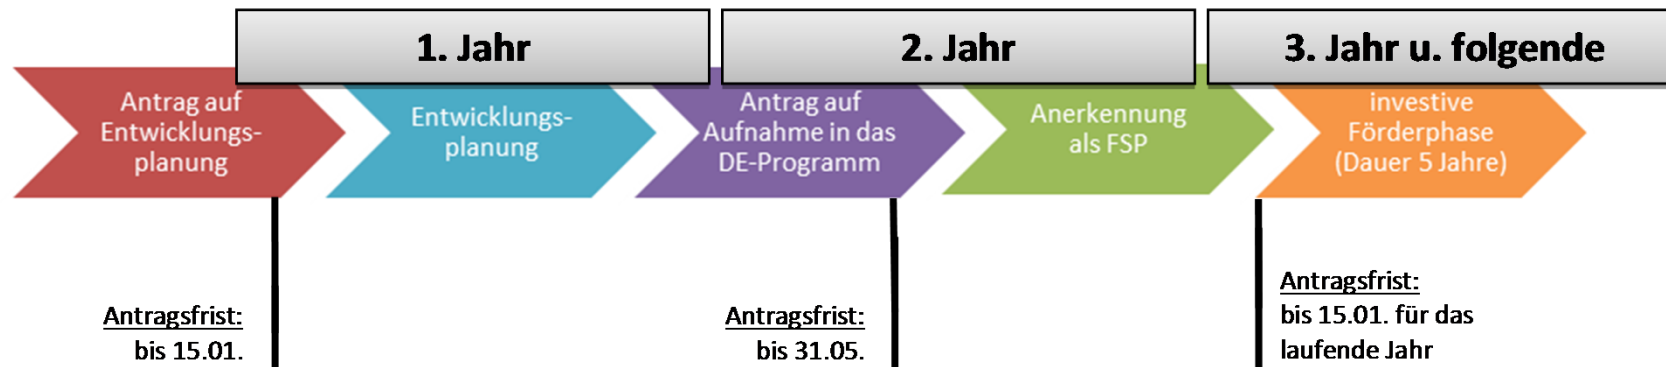 1. Jahr
2. Jahr
3. Jahr u. folgende
Antrag auf
Entwicklungs-
planung
Entwicklungs-
planung
Antrag auf
Aufnahme in das
DE-Programm
Anerkennung
als FSP
investive
Förderphase
(Dauer 5 Jahre)
Antragsfrist:
bis 15.01.
Antragsfrist:
bis 31.05.
Antragsfrist:
bis 15.01. für das
laufende Jahr